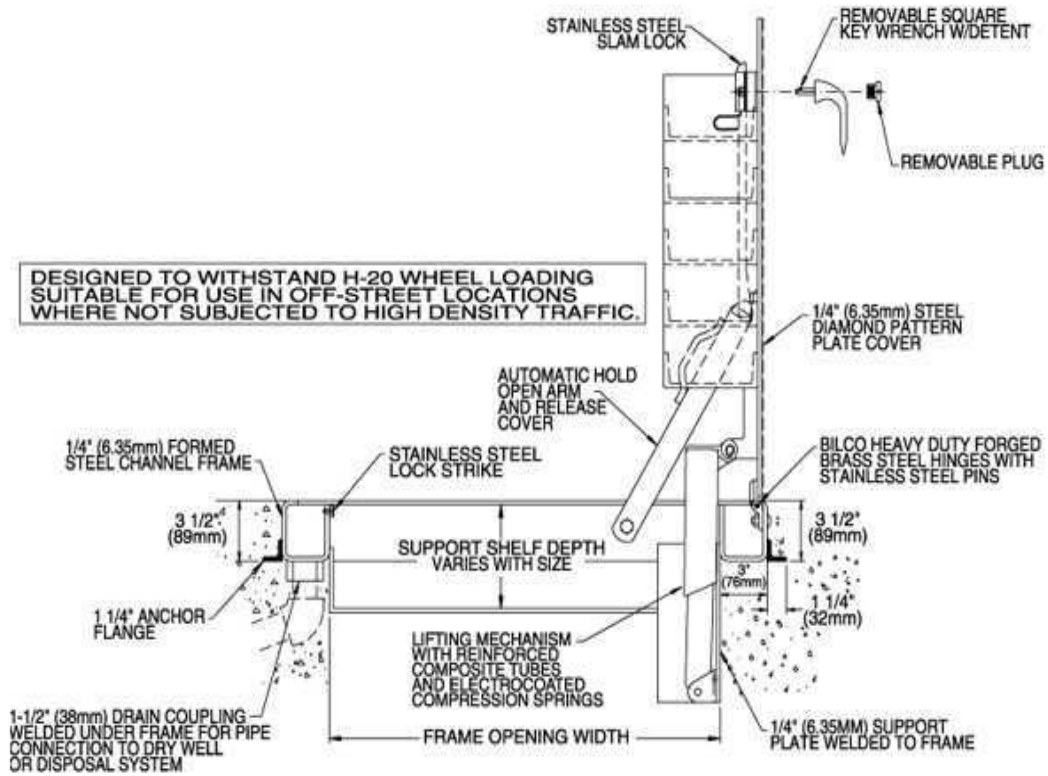 STAINLESS STEEL
SLAM LOCK
REMOVABLE SQUARE
KEY WRENCH W/DETENT
REMOVABLE PLUG
DESIGNED TO WITHSTAND H-20 WHEEL LOADING
SUITABLE FOR USE IN OFF-STREET LOCATIONS
WHERE NOT SUBJECTED TO HIGH DENSITY TRAFFIC.
1/4" (6.35mm) STEEL
DIAMOND PATTERN
PLATE COVER
AUTOMATIC HOLD
OPEN ARM
AND RELEASE
COVER
1/4" (6.35mm) FORMED
STEEL CHANNEL FRAME
STAINLESS STEEL
LOCK STRIKE
BILCO HEAVY DUTY FORGED
BRASS STEEL HINGES WITH
STAINLESS STEEL PINS
3 1/2"
(89mm)
SUPPORT SHELF DEPTH
VARIES WITH SIZE
3 1/2"
(89mm)
3"
(76mm)
1 1/4"
(32mm)
1 1/4" ANCHOR
FLANGE
LIFTING MECHANISM
WITH REINFORCED
COMPOSITE TUBES
AND ELECTROCOATED
COMPRESSION SPRINGS
1-1/2" (38mm) DRAIN COUPLING
WELDED UNDER FRAME FOR PIPE
CONNECTION TO DRY WELL
OR DISPOSAL SYSTEM
FRAME OPENING WIDTH
1/4" (6.35MM) SUPPORT
PLATE WELDED TO FRAME